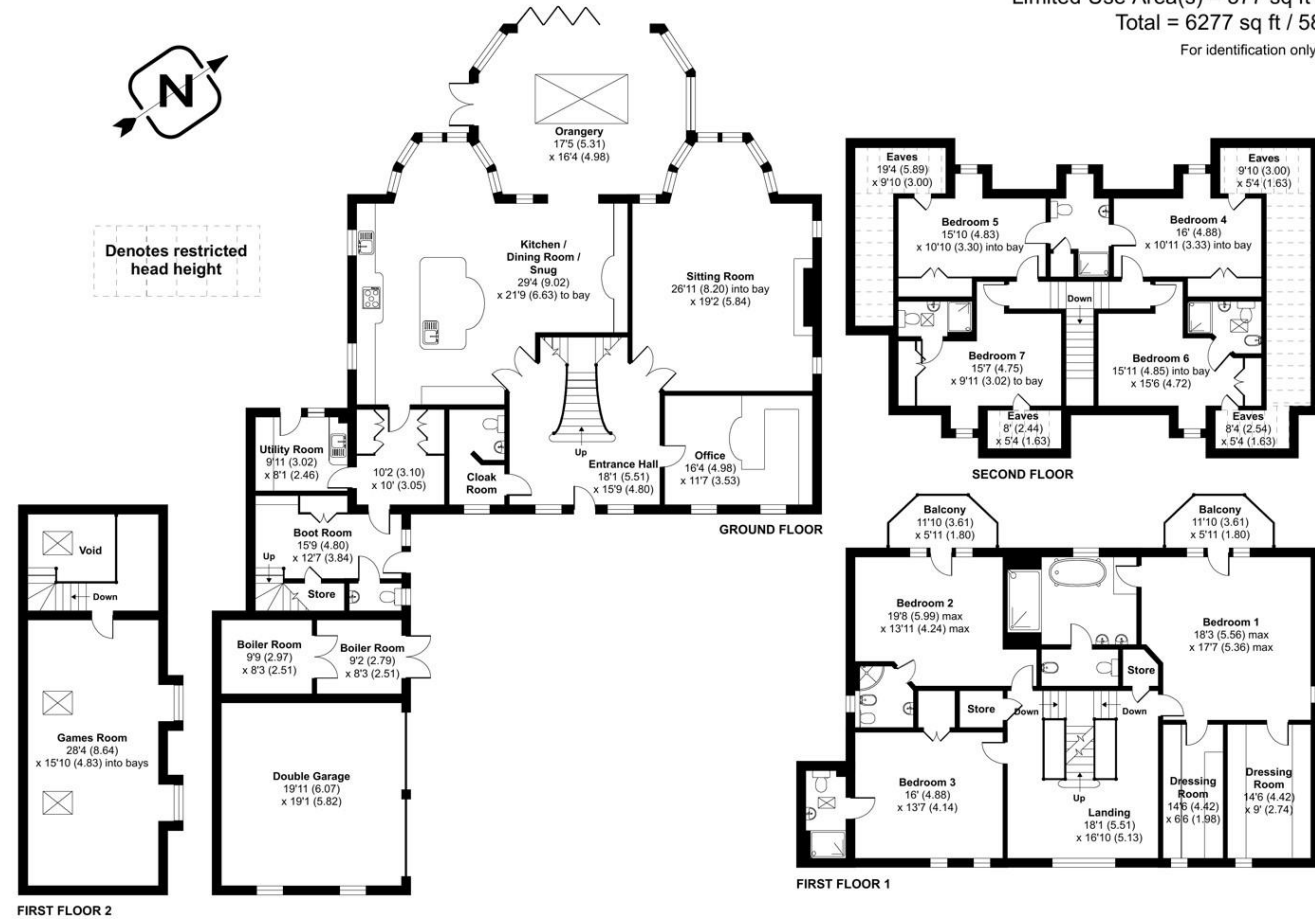 Limited Use Area(s) = 577 sq ft
Total = 6277 sq ft / 58
For identification only
N
Denotes restricted
head height
Orangery
17'5 (5.31)
x 16'4 (4.98)
Kitchen /
Dining Room /
Snug
29'4 (9.02)
x 21'9 (6.63) to bay
Sitting Room
26'11 (8.20) into bay
x 19'2 (5.84)
Utility Room
9'11 (3.02)
x 8'1 (2.46)
10'2 (3.10)
x 10' (3.05)
Cloak
Room
Up
Entrance Hall
18'1 (5.51)
x 15'9 (4.80)
Office
16'4 (4.98)
x 11'7 (3.53)
GROUND FLOOR
Boot Room
15'9 (4.80)
x 12'7 (3.84)
Up
Store
Boiler Room
9'9 (2.97)
x 8'3 (2.51)
Boiler Room
9'2 (2.79)
x 8'3 (2.51)
Double Garage
19'11 (6.07)
x 19'1 (5.82)
Void
Down
Games Room
28'4 (8.64)
x 15'10 (4.83) into bays
FIRST FLOOR 2
Eaves
19'4 (5.89)
x 9'10 (3.00)
Eaves
9'10 (3.00)
x 5'4 (1.63)
Bedroom 5
15'10 (4.83)
x 10'10 (3.30) into bay
Bedroom 4
16' (4.88)
x 10'11 (3.33) into bay
Down
Bedroom 7
15'7 (4.75)
x 9'11 (3.02) to bay
Bedroom 6
15'11 (4.85) into bay
x 15'6 (4.72)
Eaves
8' (2.44)
x 5'4 (1.63)
Eaves
8'4 (2.54)
x 5'4 (1.63)
SECOND FLOOR
Balcony
11'10 (3.61)
x 5'11 (1.80)
Balcony
11'10 (3.61)
x 5'11 (1.80)
Bedroom 2
19'8 (5.99) max
x 13'11 (4.24) max
Bedroom 1
18'3 (5.56) max
x 17'7 (5.36) max
Store
Store
Down
Down
Up
Bedroom 3
16' (4.88)
x 13'7 (4.14)
Landing
18'1 (5.51)
x 16'10 (5.13)
Dressing
Room
14'6 (4.42)
x 6'6 (1.98)
Dressing
Room
14'6 (4.42)
x 9' (2.74)
FIRST FLOOR 1